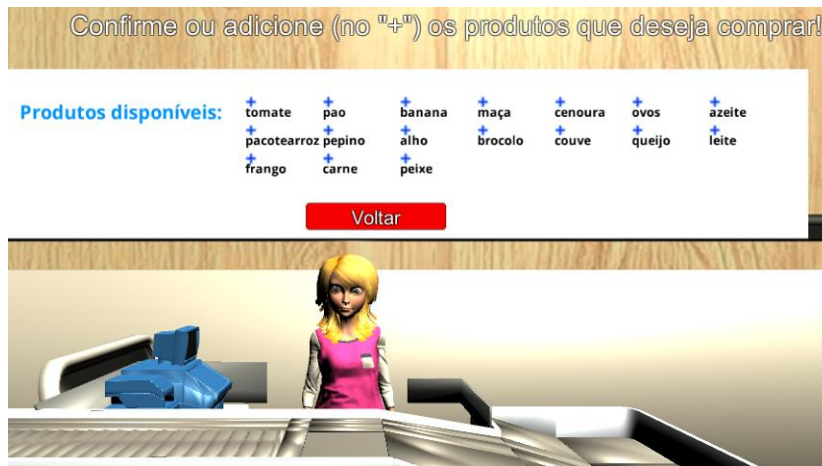 Confirme ou adicione (no "+") os produtos que deseja comprar!
Produtos disponíveis:
+ + + + + + +
tomate pao banana maça cenoura ovos azeite
+ + + + + + +
pacotearroz pepino alho brocolo couve queijo leite
+ + +
frango carne peixe
Voltar